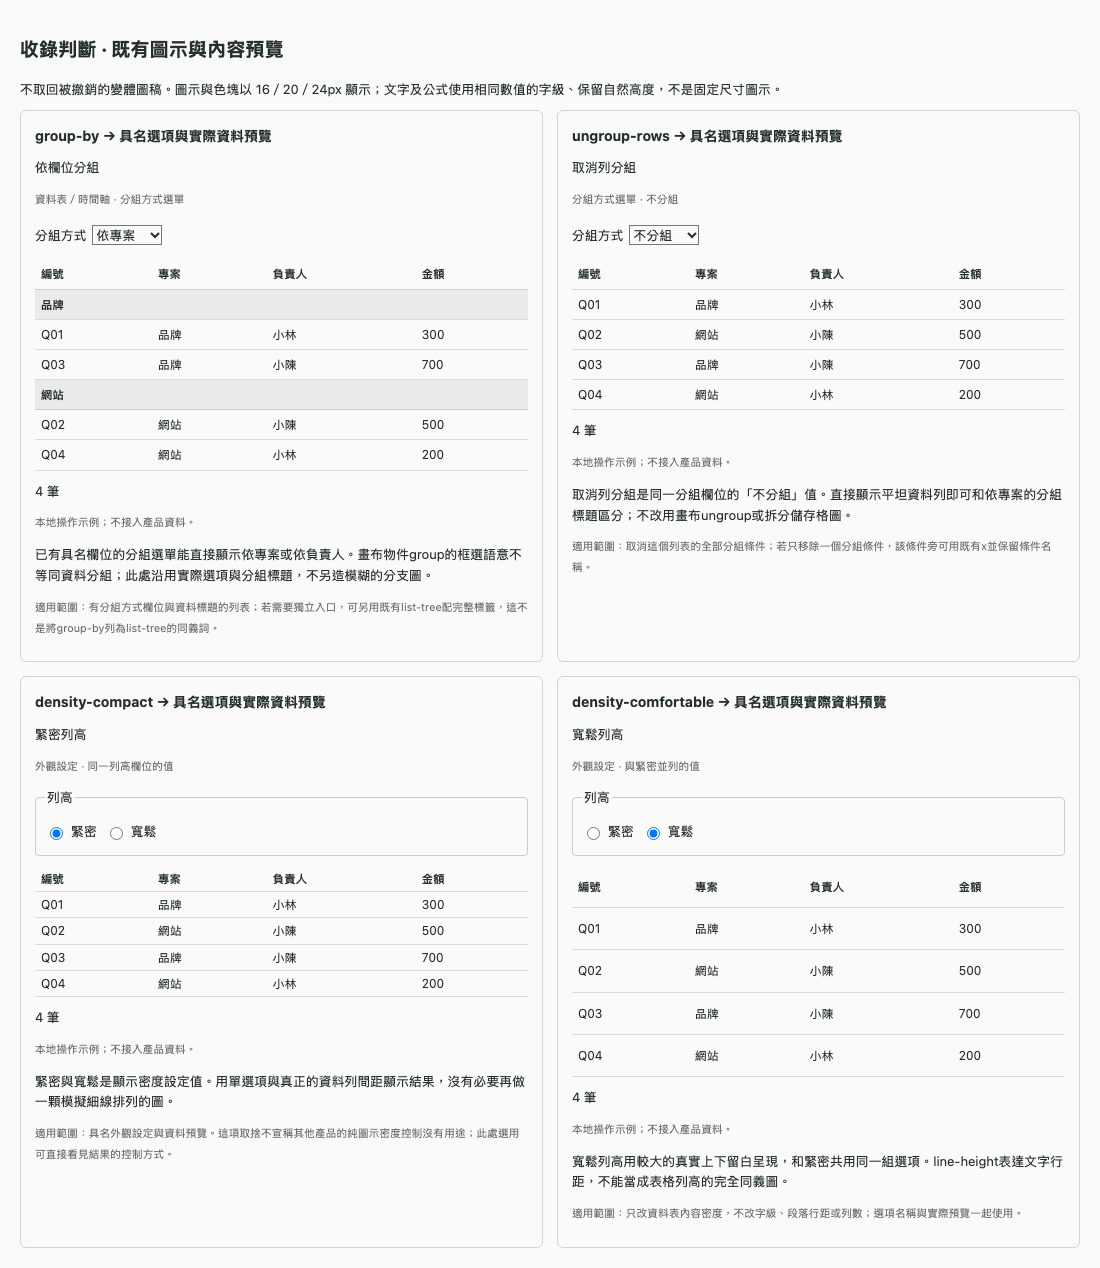 收錄判斷 · 既有圖示與內容預覽
不取回被撤銷的變體圖稿。圖示與色塊以 16 / 20 / 24px 顯示；文字及公式使用相同數值的字級、保留自然高度，不是固定尺寸圖示。
group-by → 具名選項與實際資料預覽
依欄位分組
資料表 / 時間軸 · 分組方式選單
分組方式 依專案
編號 專案 負責人 金額
品牌
Q01 品牌 小林 300
Q03 品牌 小陳 700
網站
Q02 網站 小陳 500
Q04 網站 小林 200
4 筆
本地操作示例；不接入產品資料。
已有具名欄位的分組選單能直接顯示依專案或依負責人。畫布物件group的框選語意不
等同資料分組；此處沿用實際選項與分組標題，不另造模糊的分支圖。
適用範圍：有分組方式欄位與資料標題的列表；若需要獨立入口，可另用既有list-tree配完整標籤，這不
是將group-by列為list-tree的同義詞。
ungroup-rows → 具名選項與實際資料預覽
取消列分組
分組方式選單 · 不分組
分組方式 不分組
編號 專案 負責人 金額
Q01 品牌 小林 300
Q02 網站 小陳 500
Q03 品牌 小陳 700
Q04 網站 小林 200
4 筆
本地操作示例；不接入產品資料。
取消列分組是同一分組欄位的「不分組」值。直接顯示平坦資料列即可和依專案的分組
標題區分；不改用畫布ungroup或拆分儲存格圖。
適用範圍：取消這個列表的全部分組條件；若只移除一個分組條件，該條件旁可用既有x並保留條件名
稱。
density-compact → 具名選項與實際資料預覽
緊密列高
外觀設定 · 同一列高欄位的值
列高
緊密 寬鬆
編號 專案 負責人 金額
Q01 品牌 小林 300
Q02 網站 小陳 500
Q03 品牌 小陳 700
Q04 網站 小林 200
4 筆
本地操作示例；不接入產品資料。
緊密與寬鬆是顯示密度設定值。用單選項與真正的資料列間距顯示結果，沒有必要再做
一顆模擬細線排列的圖。
適用範圍：具名外觀設定與資料預覽。這項取捨不宣稱其他產品的純圖示密度控制沒有用途；此處選用
可直接看見結果的控制方式。
density-comfortable → 具名選項與實際資料預覽
寬鬆列高
外觀設定 · 與緊密並列的值
列高
緊密 寬鬆
編號 專案 負責人 金額
Q01 品牌 小林 300
Q02 網站 小陳 500
Q03 品牌 小陳 700
Q04 網站 小林 200
4 筆
本地操作示例；不接入產品資料。
寬鬆列高用較大的真實上下留白呈現，和緊密共用同一組選項。line-height表達文字行
距，不能當成表格列高的完全同義圖。
適用範圍：只改資料表內容密度，不改字級、段落行距或列數；選項名稱與實際預覽一起使用。